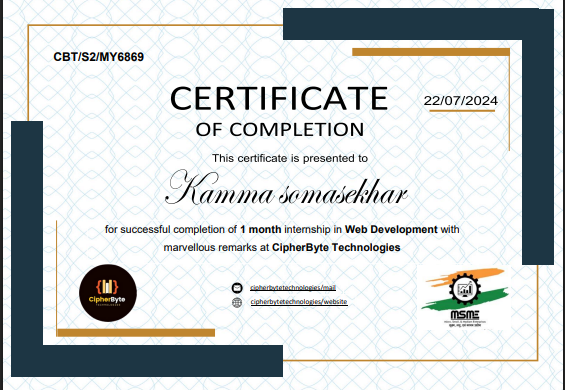 CBT/S2/MY6869
22/07/2024
CERTIFICATE
OF COMPLETION
This certificate is presented to
Kamma somasekhar
for successful completion of 1 month internship in Web Development with
marvellous remarks at CipherByte Technologies
CipherByte
TECHNOLOGIES
cipherbytetechnologies/mail
cipherbytetechnologies/website
MSME